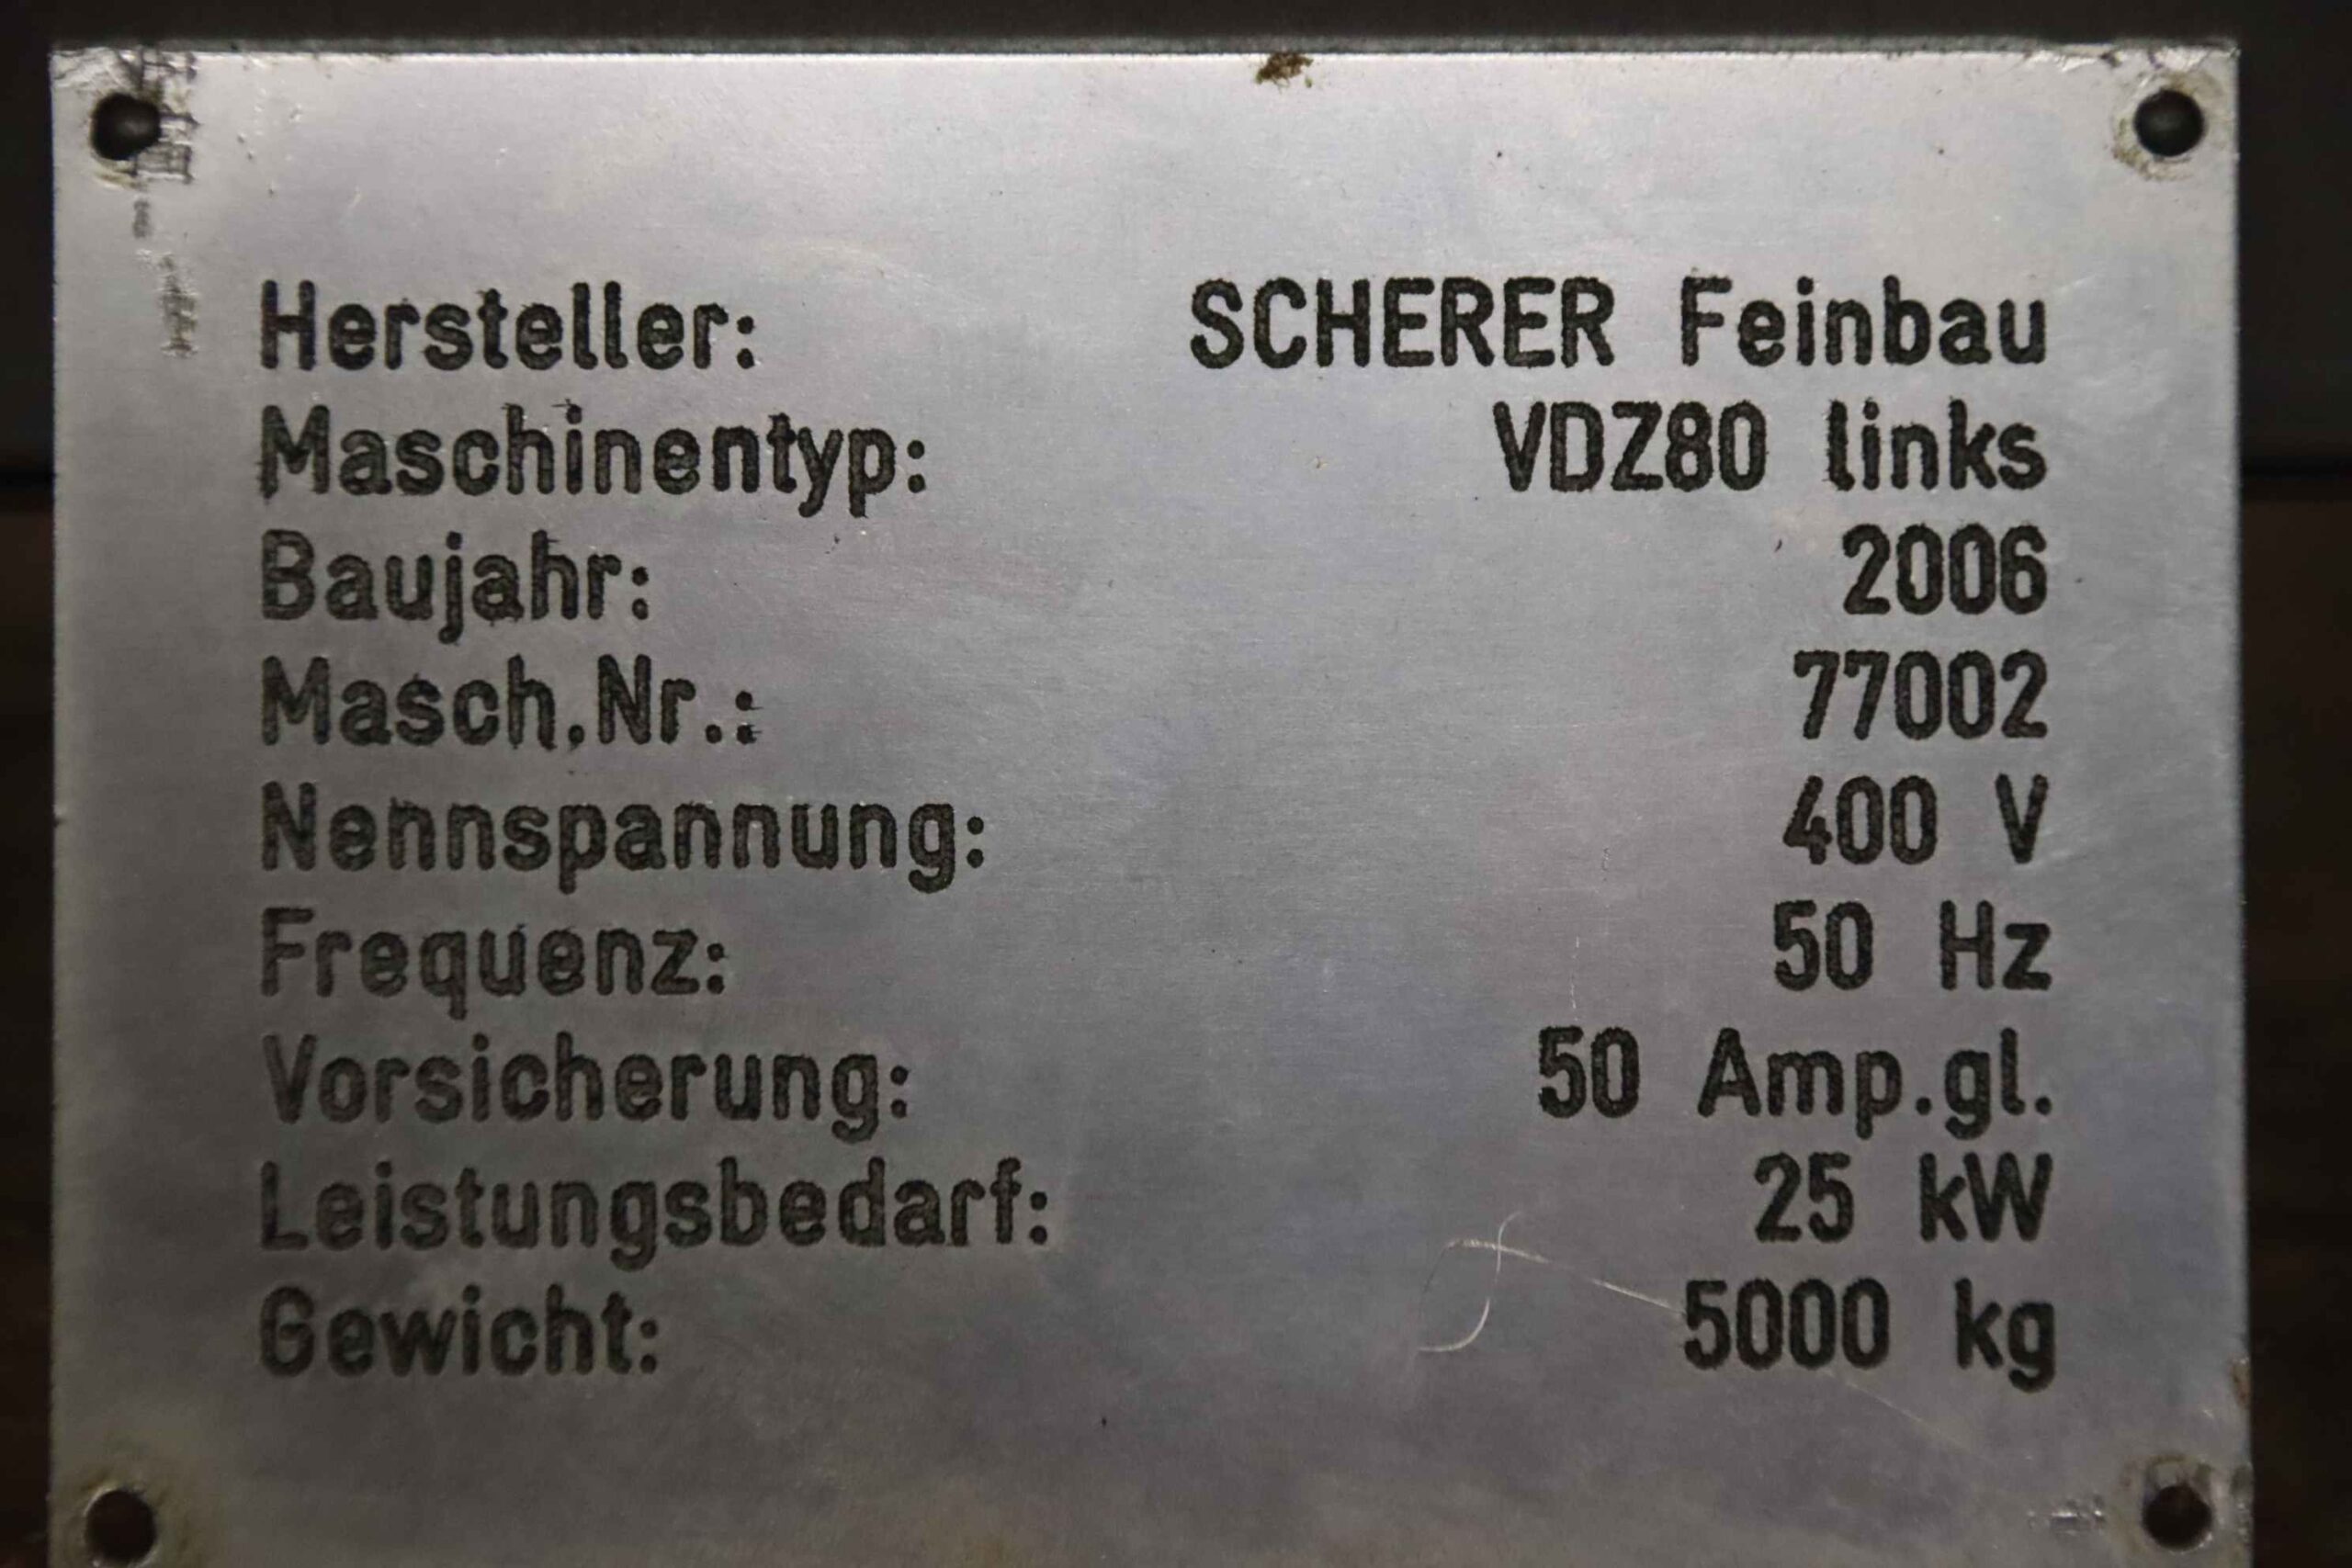 Hersteller: SCHERER Feinbau
Maschinentyp: VDZ80 links
Baujahr: 2006
Masch.Nr.: 77002
Nennspannung: 400 V
Frequenz: 50 Hz
Vorsicherung: 50 Amp.gl.
Leistungsbedarf: 25 kW
Gewicht: 5000 kg